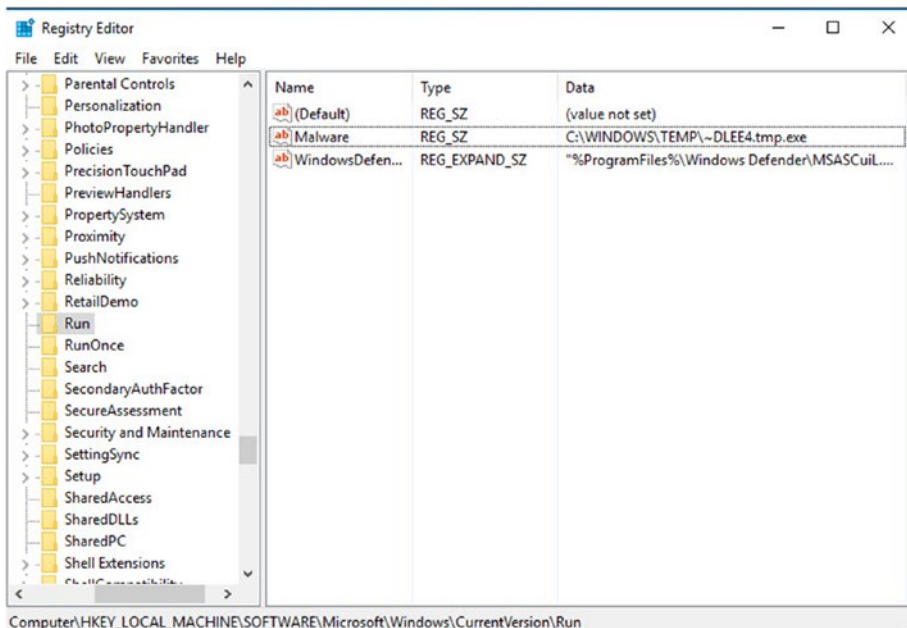 Registry Editor
File Edit View Favorites Help
Parental Controls
Personalization
PhotoPropertyHandler
Policies
PrecisionTouchPad
PreviewHandlers
PropertySystem
Proximity
PushNotifications
Reliability
RetailDemo
Run
RunOnce
Search
SecondaryAuthFactor
SecureAssessment
Security and Maintenance
SettingSync
Setup
SharedAccess
SharedDLLs
SharedPC
Shell Extensions
Name Type Data
ab (Default) REG_SZ (value not set)
ab Malware REG_SZ C:\WINDOWS\TEMP\~DLEE4.tmp.exe
ab WindowsDefen... REG_EXPAND_SZ "%ProgramFiles%\Windows Defender\MSASCuiL....
Computer\HKEY_LOCAL_MACHINE\SOFTWARE\Microsoft\Windows\CurrentVersion\Run